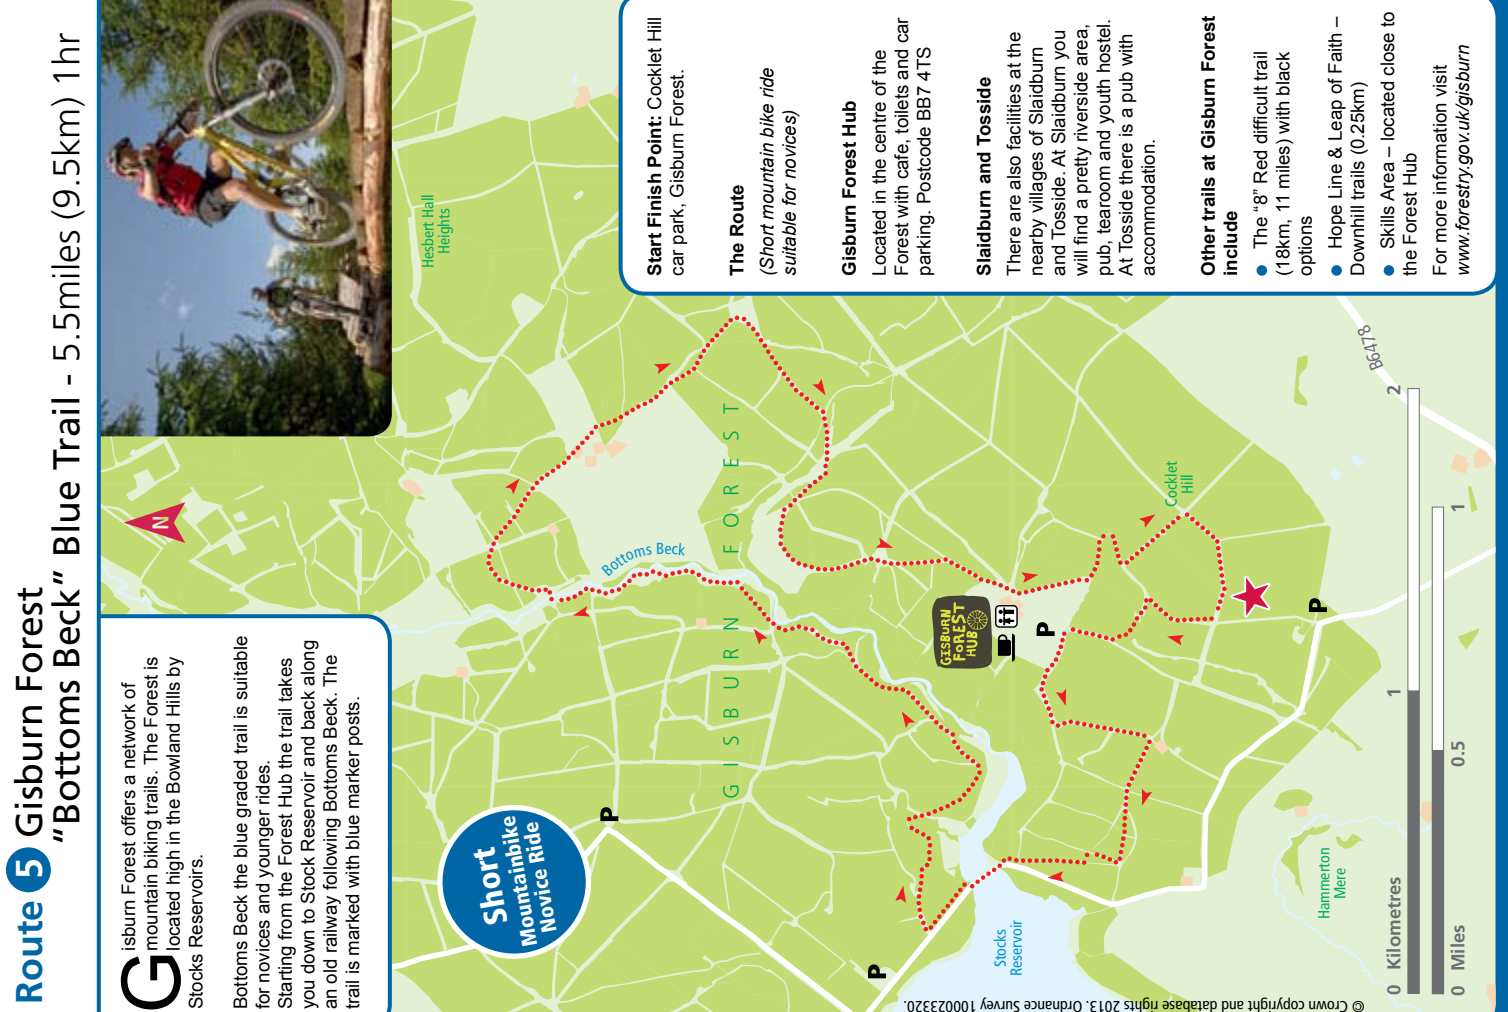 Route 5 Gisburn Forest
“Bottoms Beck” Blue Trail - 5.5miles (9.5km) 1hr
Gisburn Forest offers a network of
mountain biking trails. The Forest is
located high in the Bowland Hills by
Stocks Reservoirs.
Bottoms Beck the blue graded trail is suitable
for novices and younger rides.
Starting from the Forest Hub the trail takes
you down to Stock Reservoir and back along
an old railway following Bottoms Beck. The
trail is marked with blue marker posts.
N
Hesbert Hall
Heights
Short
Mountainbike
Novice Ride
P
Bottoms Beck
GISBURN FOREST
P
Stocks
Reservoir
GISBURN
FOREST
HUB
P
Cocklet
Hill
P
Hammerton
Mere
B6478
0 Kilometres 1 2
0 Miles 0.5 1
© Crown copyright and database rights 2013. Ordnance Survey 100023320.
Start Finish Point: Cocklet Hill
car park, Gisburn Forest.
The Route
(Short mountain bike ride
suitable for novices)
Gisburn Forest Hub
Located in the centre of the
Forest with cafe, toilets and car
parking. Postcode BB7 4TS
Slaidburn and Tosside
There are also facilities at the
nearby villages of Slaidburn
and Tosside. At Slaidburn you
will find a pretty riverside area,
pub, tearoom and youth hostel.
At Tosside there is a pub with
accommodation.
Other trails at Gisburn Forest
include
● The “8” Red difficult trail
(18km, 11 miles) with black
options
● Hope Line & Leap of Faith –
Downhill trails (0.25km)
● Skills Area – located close to
the Forest Hub
For more information visit
www.forestry.gov.uk/gisburn